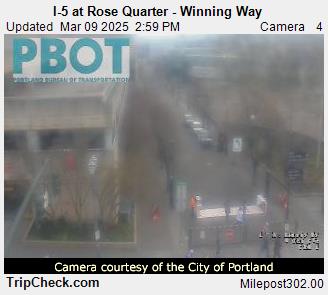 I-5 at Rose Quarter - Winning Way
Updated Mar 09 2025 2:59 PM Camera 4
PBOT
PORTLAND BUREAU OF TRANSPORTATION
Camera courtesy of the City of Portland
TripCheck.com Milepost302.00